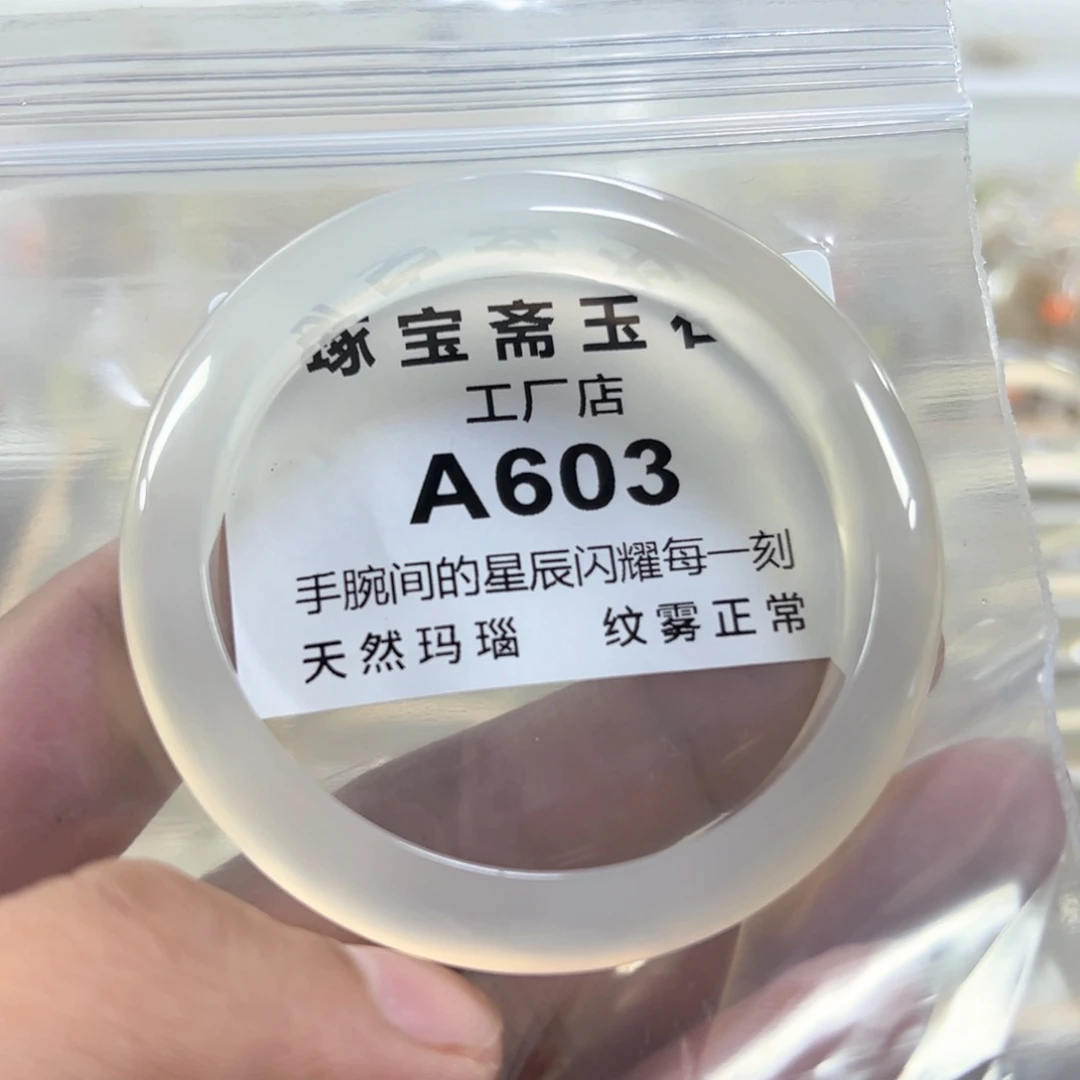 琢宝斋玉石
工厂店
A603
手腕间的星辰闪耀每一刻
天然玛瑙 纹雾正常